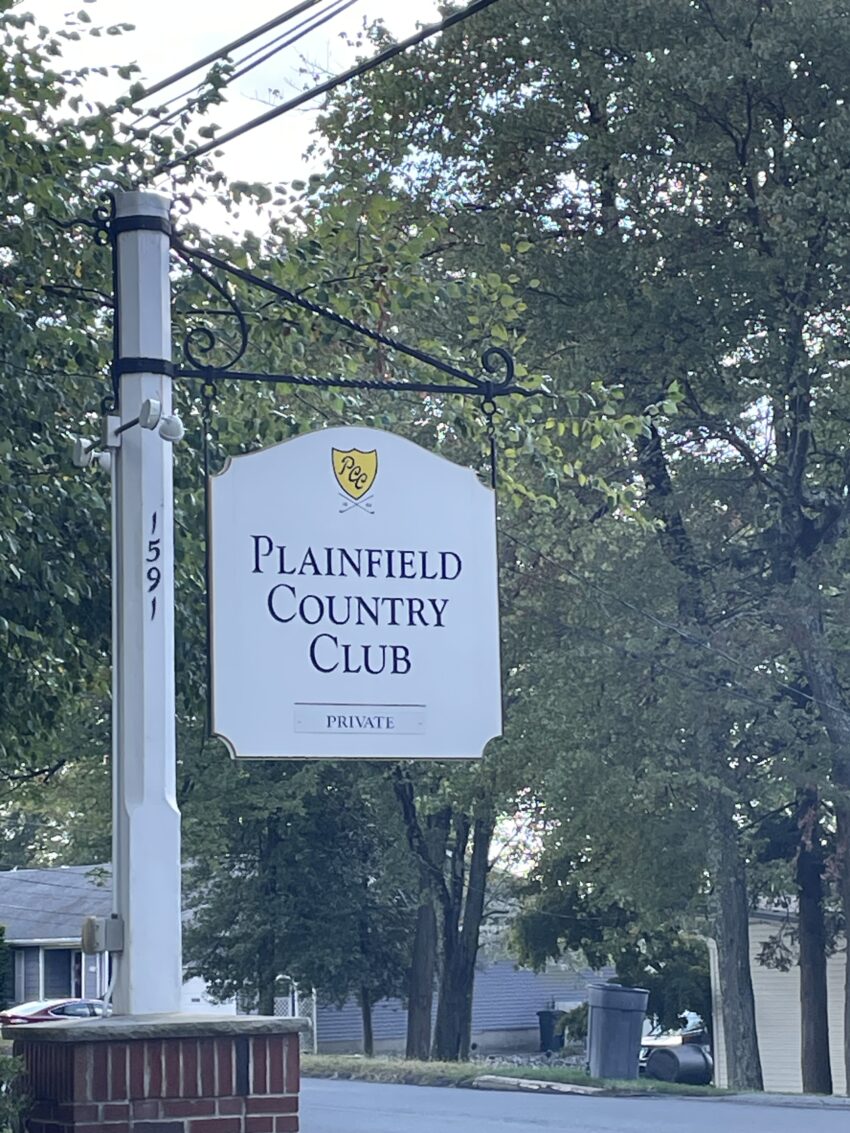 PCC
PLAINFIELD
COUNTRY
CLUB
PRIVATE
1591